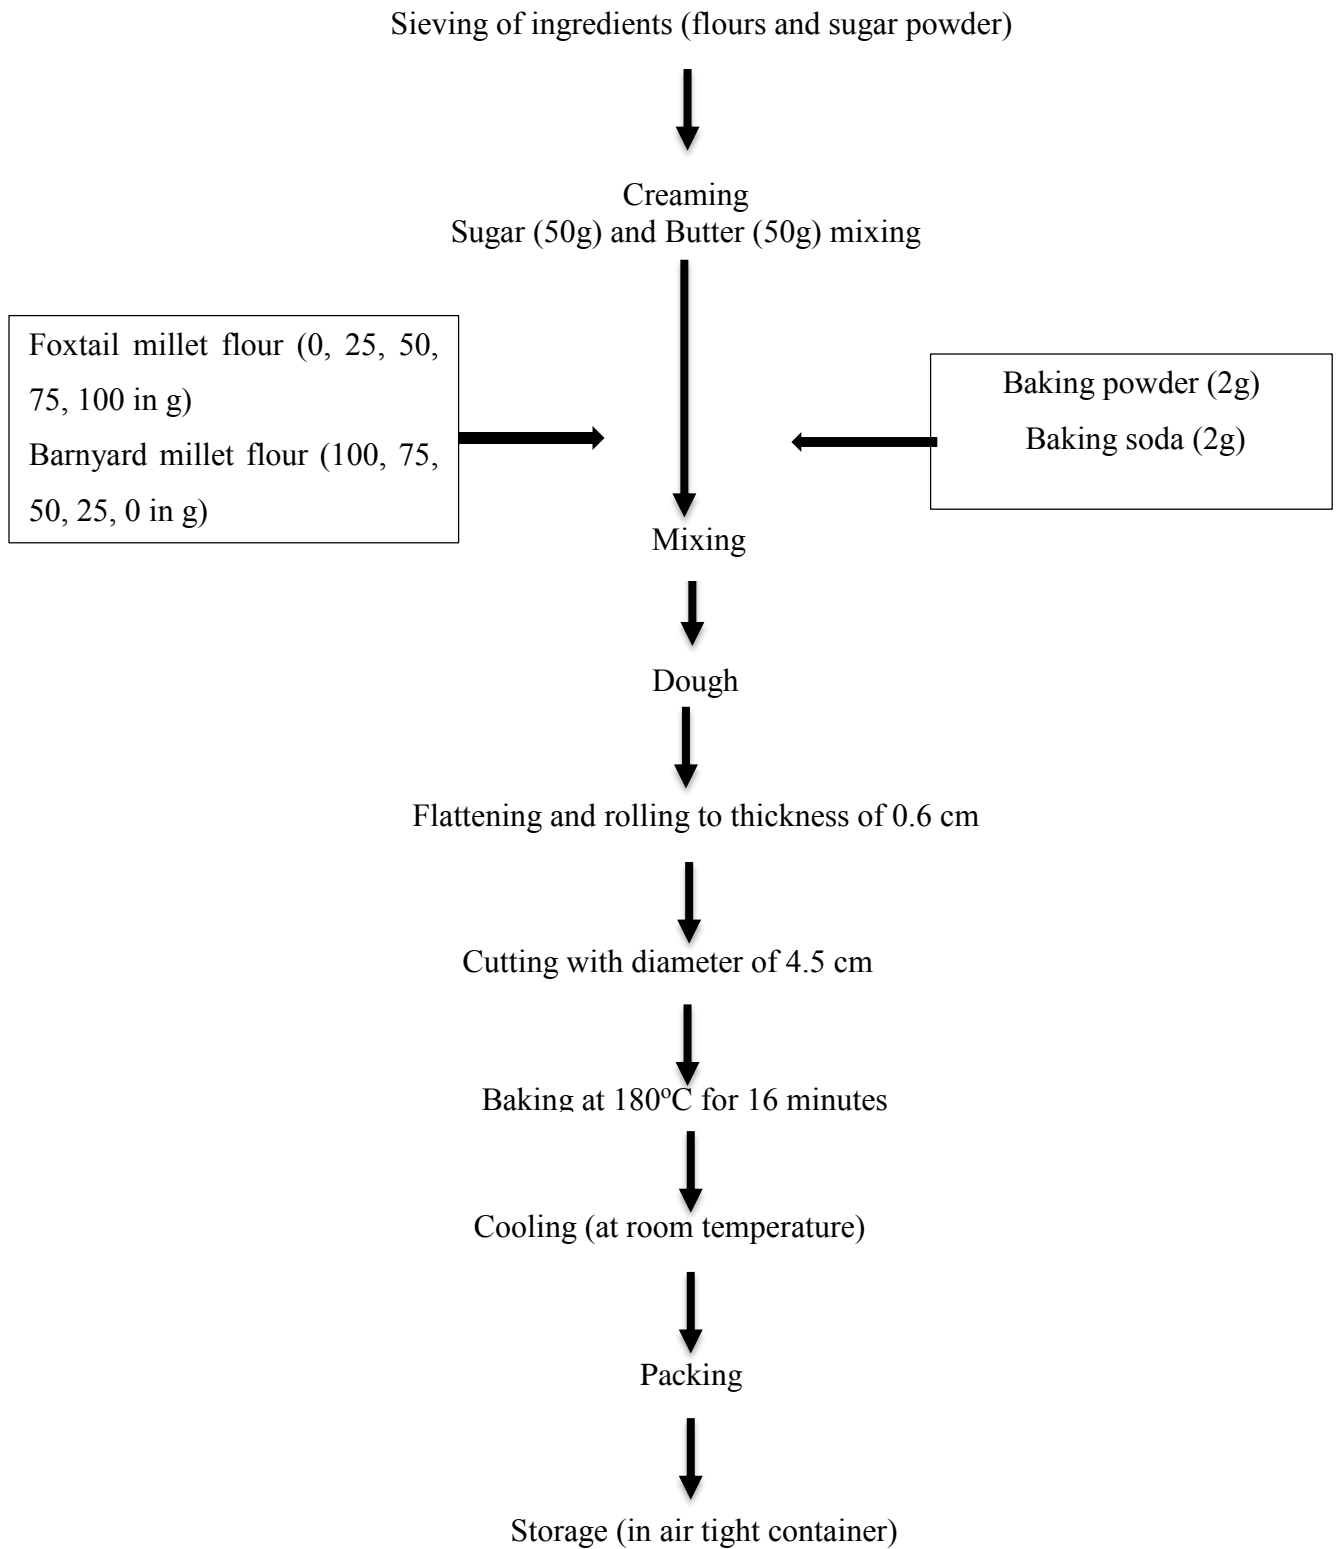 Sieving of ingredients (flours and sugar powder)
Creaming
Sugar (50g) and Butter (50g) mixing
Foxtail millet flour (0, 25, 50,
75, 100 in g)
Barnyard millet flour (100, 75,
50, 25, 0 in g)
Baking powder (2g)
Baking soda (2g)
Mixing
Dough
Flattening and rolling to thickness of 0.6 cm
Cutting with diameter of 4.5 cm
Baking at 180ºC for 16 minutes
Cooling (at room temperature)
Packing
Storage (in air tight container)